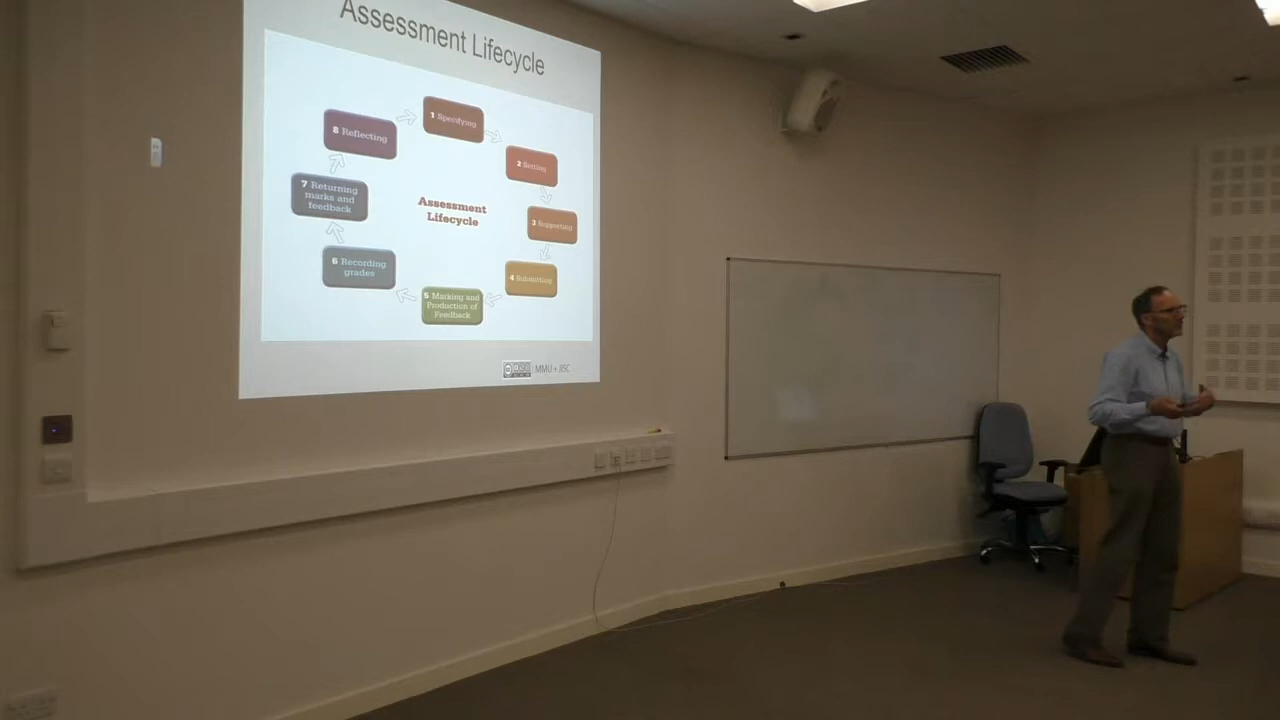 Assessment Lifecycle
1 Specifying
2 Setting
3 Supporting
4 Submitting
5 Marking and
Production of
Feedback
6 Recording
grades
7 Returning
marks and
feedback
8 Reflecting
Assessment
Lifecycle
MMU + JISC